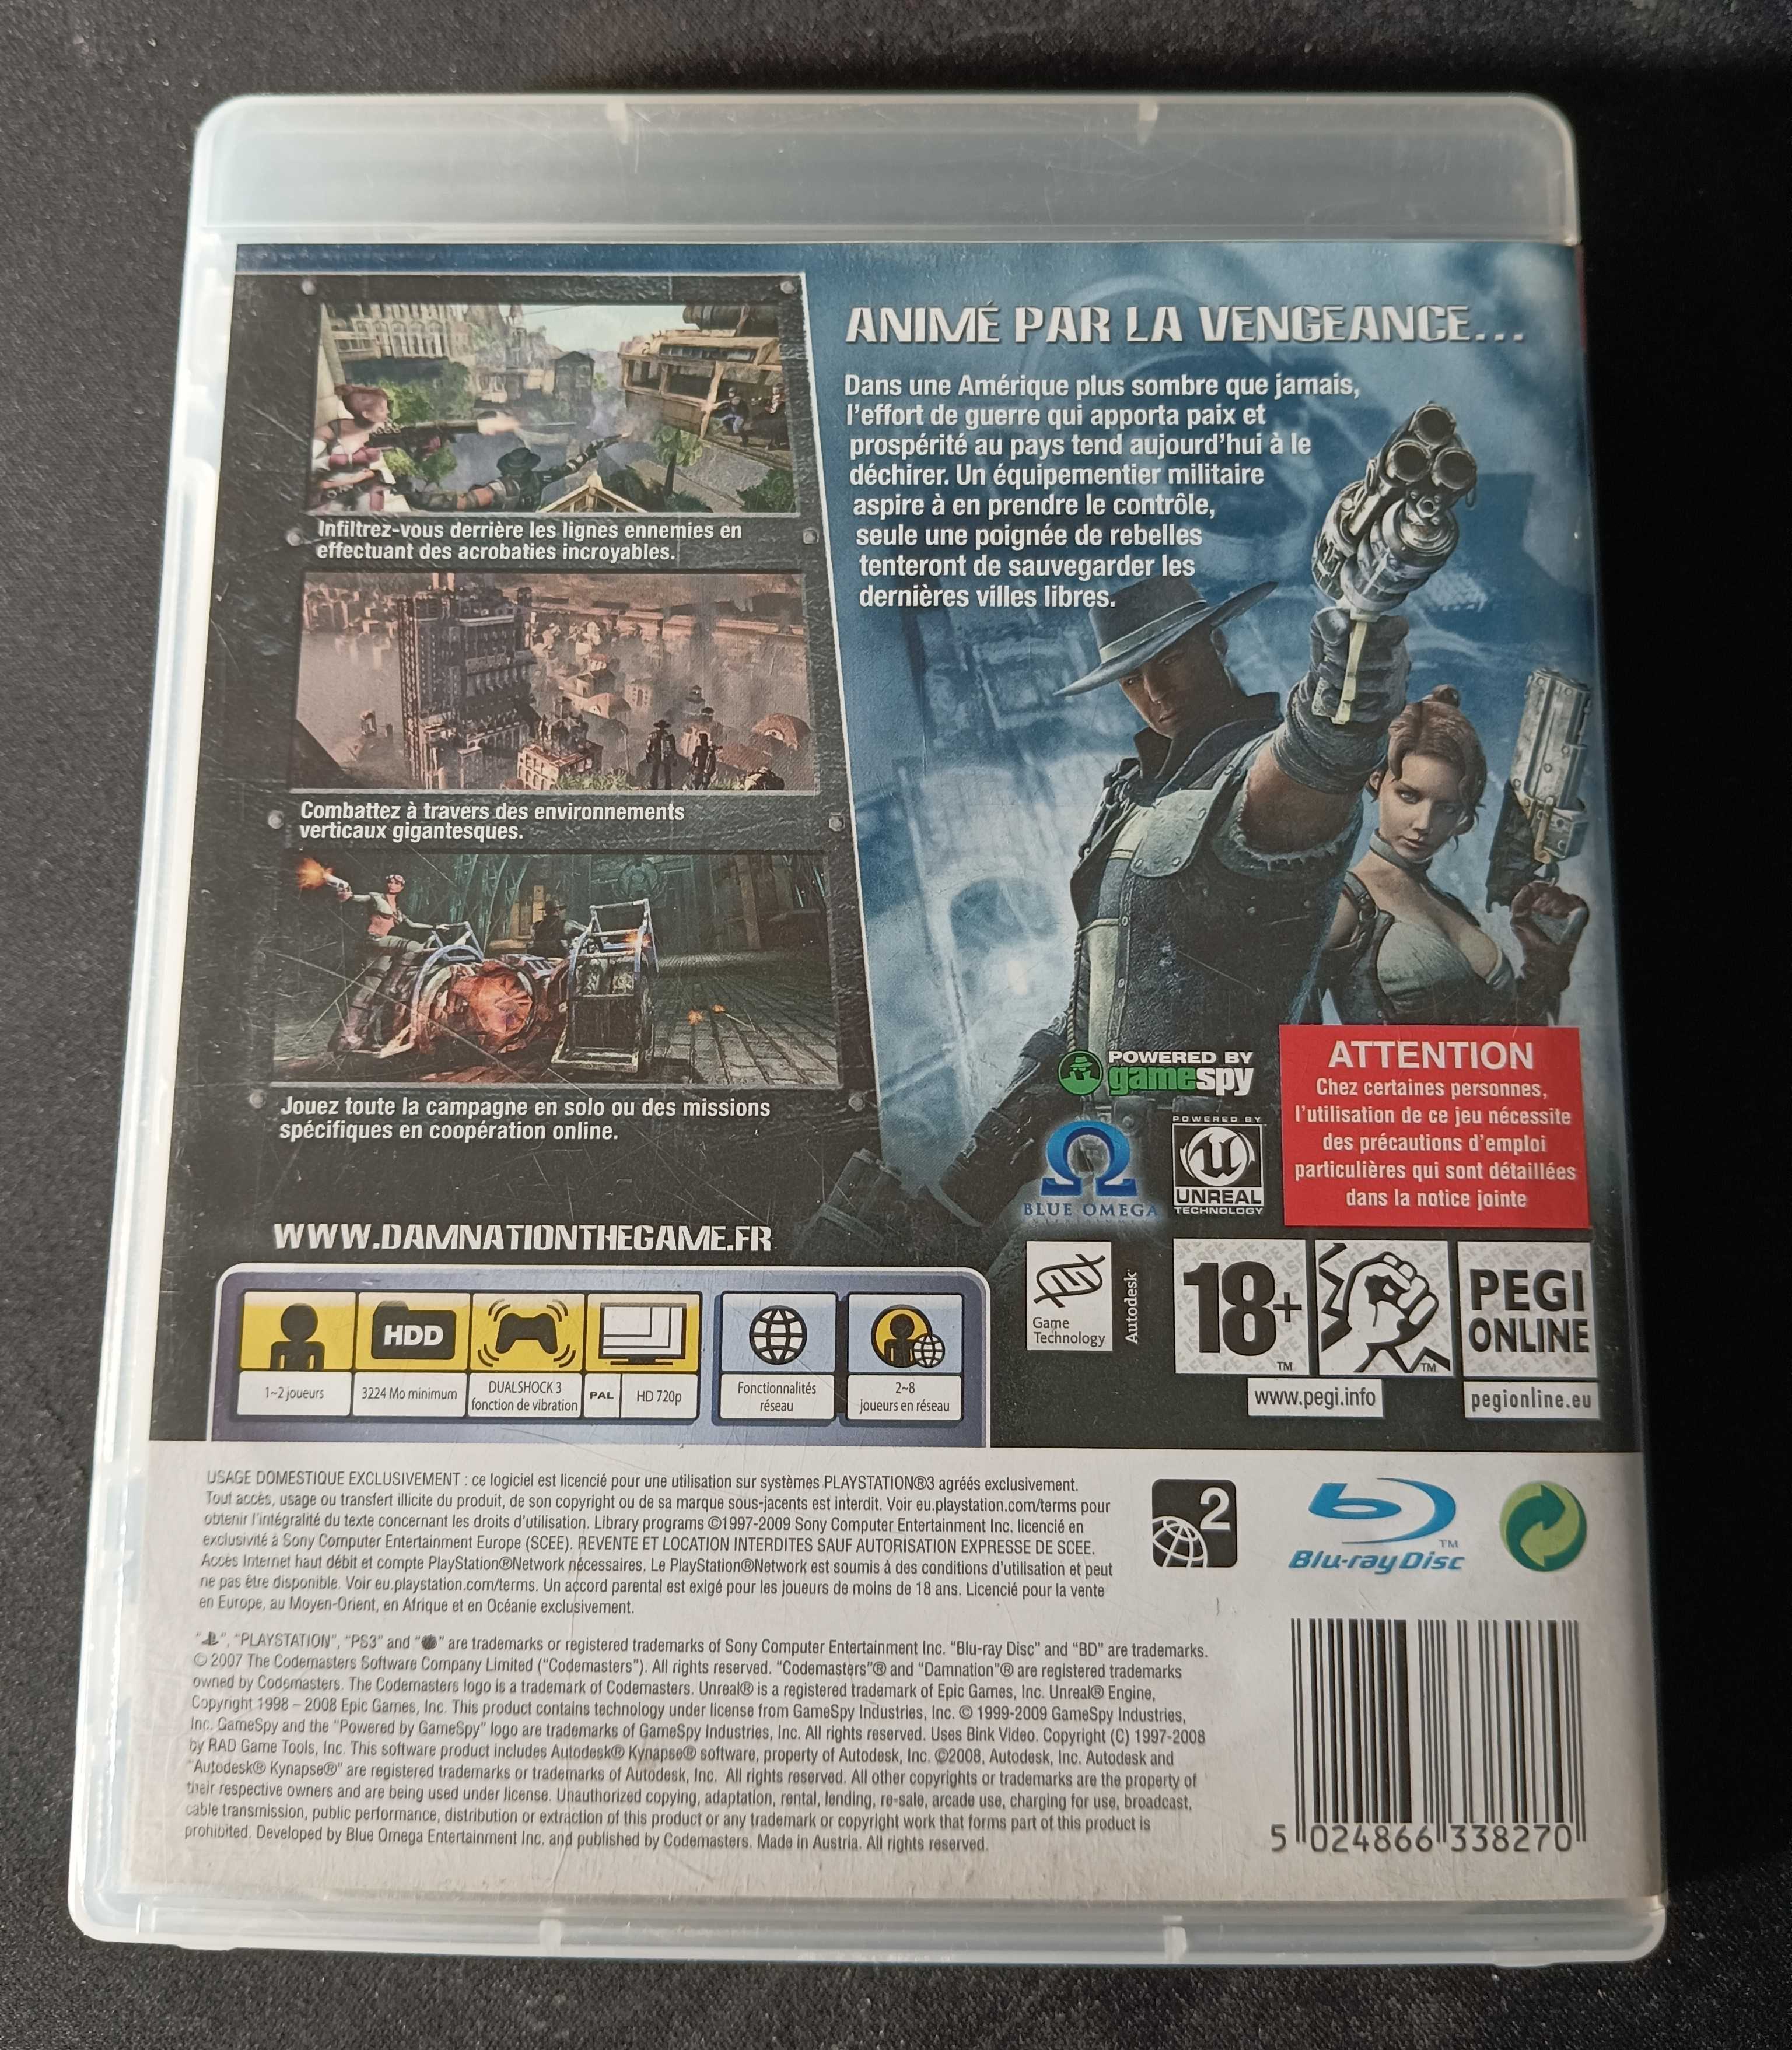 ANIMÉ PAR LA VENGEANCE...
Dans une Amérique plus sombre que jamais,
l'effort de guerre qui apporta paix et
prospérité au pays tend aujourd'hui à le
déchirer. Un équipementier militaire
aspire à en prendre le contrôle,
seule une poignée de rebelles
tenteront de sauvegarder les
dernières villes libres.
Infiltrez-vous derrière les lignes ennemies en
effectuant des acrobaties incroyables.
Combattez à travers des environnements
verticaux gigantesques.
Jouez toute la campagne en solo ou des missions
spécifiques en coopération online.
WWW.DAMNATIONTHEGAME.FR
POWERED BY
gamespy
BLUE OMEGA
POWERED BY
UNREAL
TECHNOLOGY
ATTENTION
Chez certaines personnes,
l'utilisation de ce jeu nécessite
des précautions d'emploi
particulières qui sont détaillées
dans la notice jointe
Game
Technology
Autodesk
18+
TM
TM
www.pegi.info
PEGI
ONLINE
pegionline.eu
HDD
1~2 joueurs
3224 Mo minimum
DUALSHOCK 3
fonction de vibration
PAL
HD 720p
Fonctionnalités
réseau
2~8
joueurs en réseau
USAGE DOMESTIQUE EXCLUSIVEMENT : ce logiciel est licencié pour une utilisation sur systèmes PLAYSTATION®3 agréés exclusivement.
Tout accès, usage ou transfert illicite du produit, de son copyright ou de sa marque sous-jacents est interdit. Voir eu.playstation.com/terms pour
obtenir l'intégralité du texte concernant les droits d'utilisation. Library programs ©1997-2009 Sony Computer Entertainment Inc. licencié en
exclusivité à Sony Computer Entertainment Europe (SCEE). REVENTE ET LOCATION INTERDITES SAUF AUTORISATION EXPRESSE DE SCEE.
Accès Internet haut débit et compte PlayStation®Network nécessaires. Le PlayStation®Network est soumis à des conditions d'utilisation et peut
ne pas être disponible. Voir eu.playstation.com/terms. Un accord parental est exigé pour les joueurs de moins de 18 ans. Licencié pour la vente
en Europe, au Moyen-Orient, en Afrique et en Océanie exclusivement.
2
TM
Blu-ray Disc
"", "PLAYSTATION", "PS3" and "" are trademarks or registered trademarks of Sony Computer Entertainment Inc. "Blu-ray Disc" and "BD" are trademarks.
© 2007 The Codemasters Software Company Limited ("Codemasters"). All rights reserved. "Codemasters"® and "Damnation"® are registered trademarks
owned by Codemasters. The Codemasters logo is a trademark of Codemasters. Unreal® is a registered trademark of Epic Games, Inc. Unreal® Engine,
Copyright 1998 – 2008 Epic Games, Inc. This product contains technology under license from GameSpy Industries, Inc. © 1999-2009 GameSpy Industries,
Inc. GameSpy and the "Powered by GameSpy" logo are trademarks of GameSpy Industries, Inc. All rights reserved. Uses Bink Video. Copyright (C) 1997-2008
by RAD Game Tools, Inc. This software product includes Autodesk® Kynapse® software, property of Autodesk, Inc. ©2008, Autodesk, Inc. Autodesk and
"Autodesk® Kynapse®" are registered trademarks or trademarks of Autodesk, Inc. All rights reserved. All other copyrights or trademarks are the property of
their respective owners and are being used under license. Unauthorized copying, adaptation, rental, lending, re-sale, arcade use, charging for use, broadcast,
cable transmission, public performance, distribution or extraction of this product or any trademark or copyright work that forms part of this product is
prohibited. Developed by Blue Omega Entertainment Inc. and published by Codemasters. Made in Austria. All rights reserved.
5 024866 338270